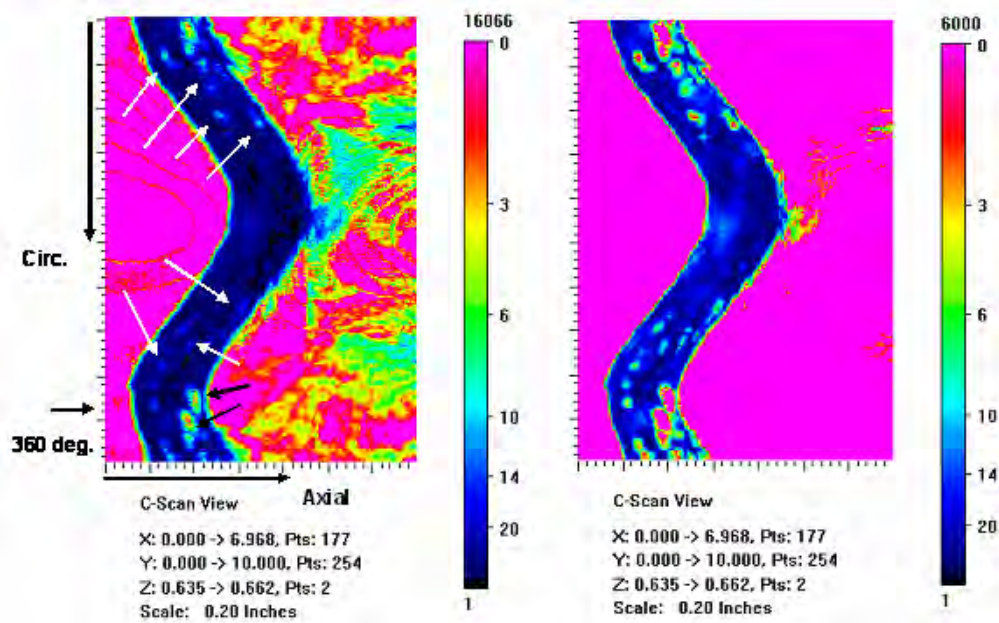 16066
0
3
6
10
14
20
1
Circ.
360 deg.
Axial
C-Scan View
X: 0.000 -> 6.968, Pts: 177
Y: 0.000 -> 10.000, Pts: 254
Z: 0.635 -> 0.662, Pts: 2
Scale: 0.20 Inches
6000
0
3
6
10
14
20
1
C-Scan View
X: 0.000 -> 6.968, Pts: 177
Y: 0.000 -> 10.000, Pts: 254
Z: 0.635 -> 0.662, Pts: 2
Scale: 0.20 Inches